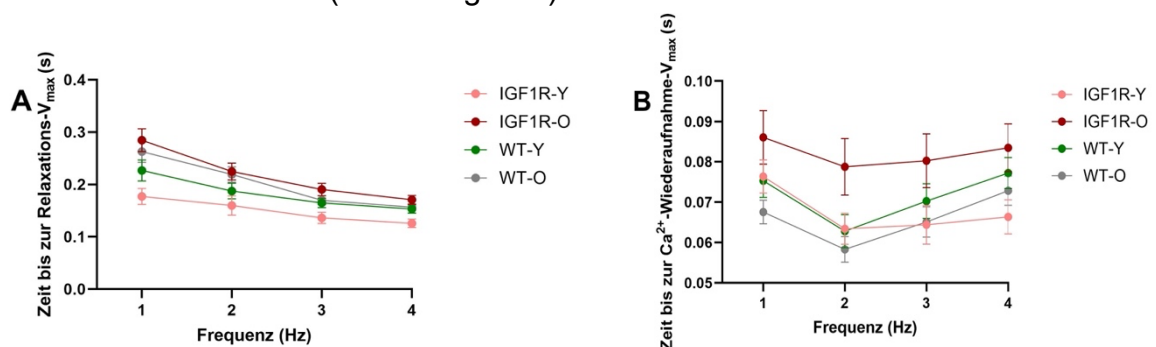 A
Zeit bis zur Relaxations-Vmax (s)
0.4
0.3
0.2
0.1
0.0
1 2 3 4
Frequenz (Hz)
IGF1R-Y
IGF1R-O
WT-Y
WT-O
B
Zeit bis zur Ca2+-Wiederaufnahme-Vmax (s)
0.10
0.09
0.08
0.07
0.06
0.05
1 2 3 4
Frequenz (Hz)
IGF1R-Y
IGF1R-O
WT-Y
WT-O